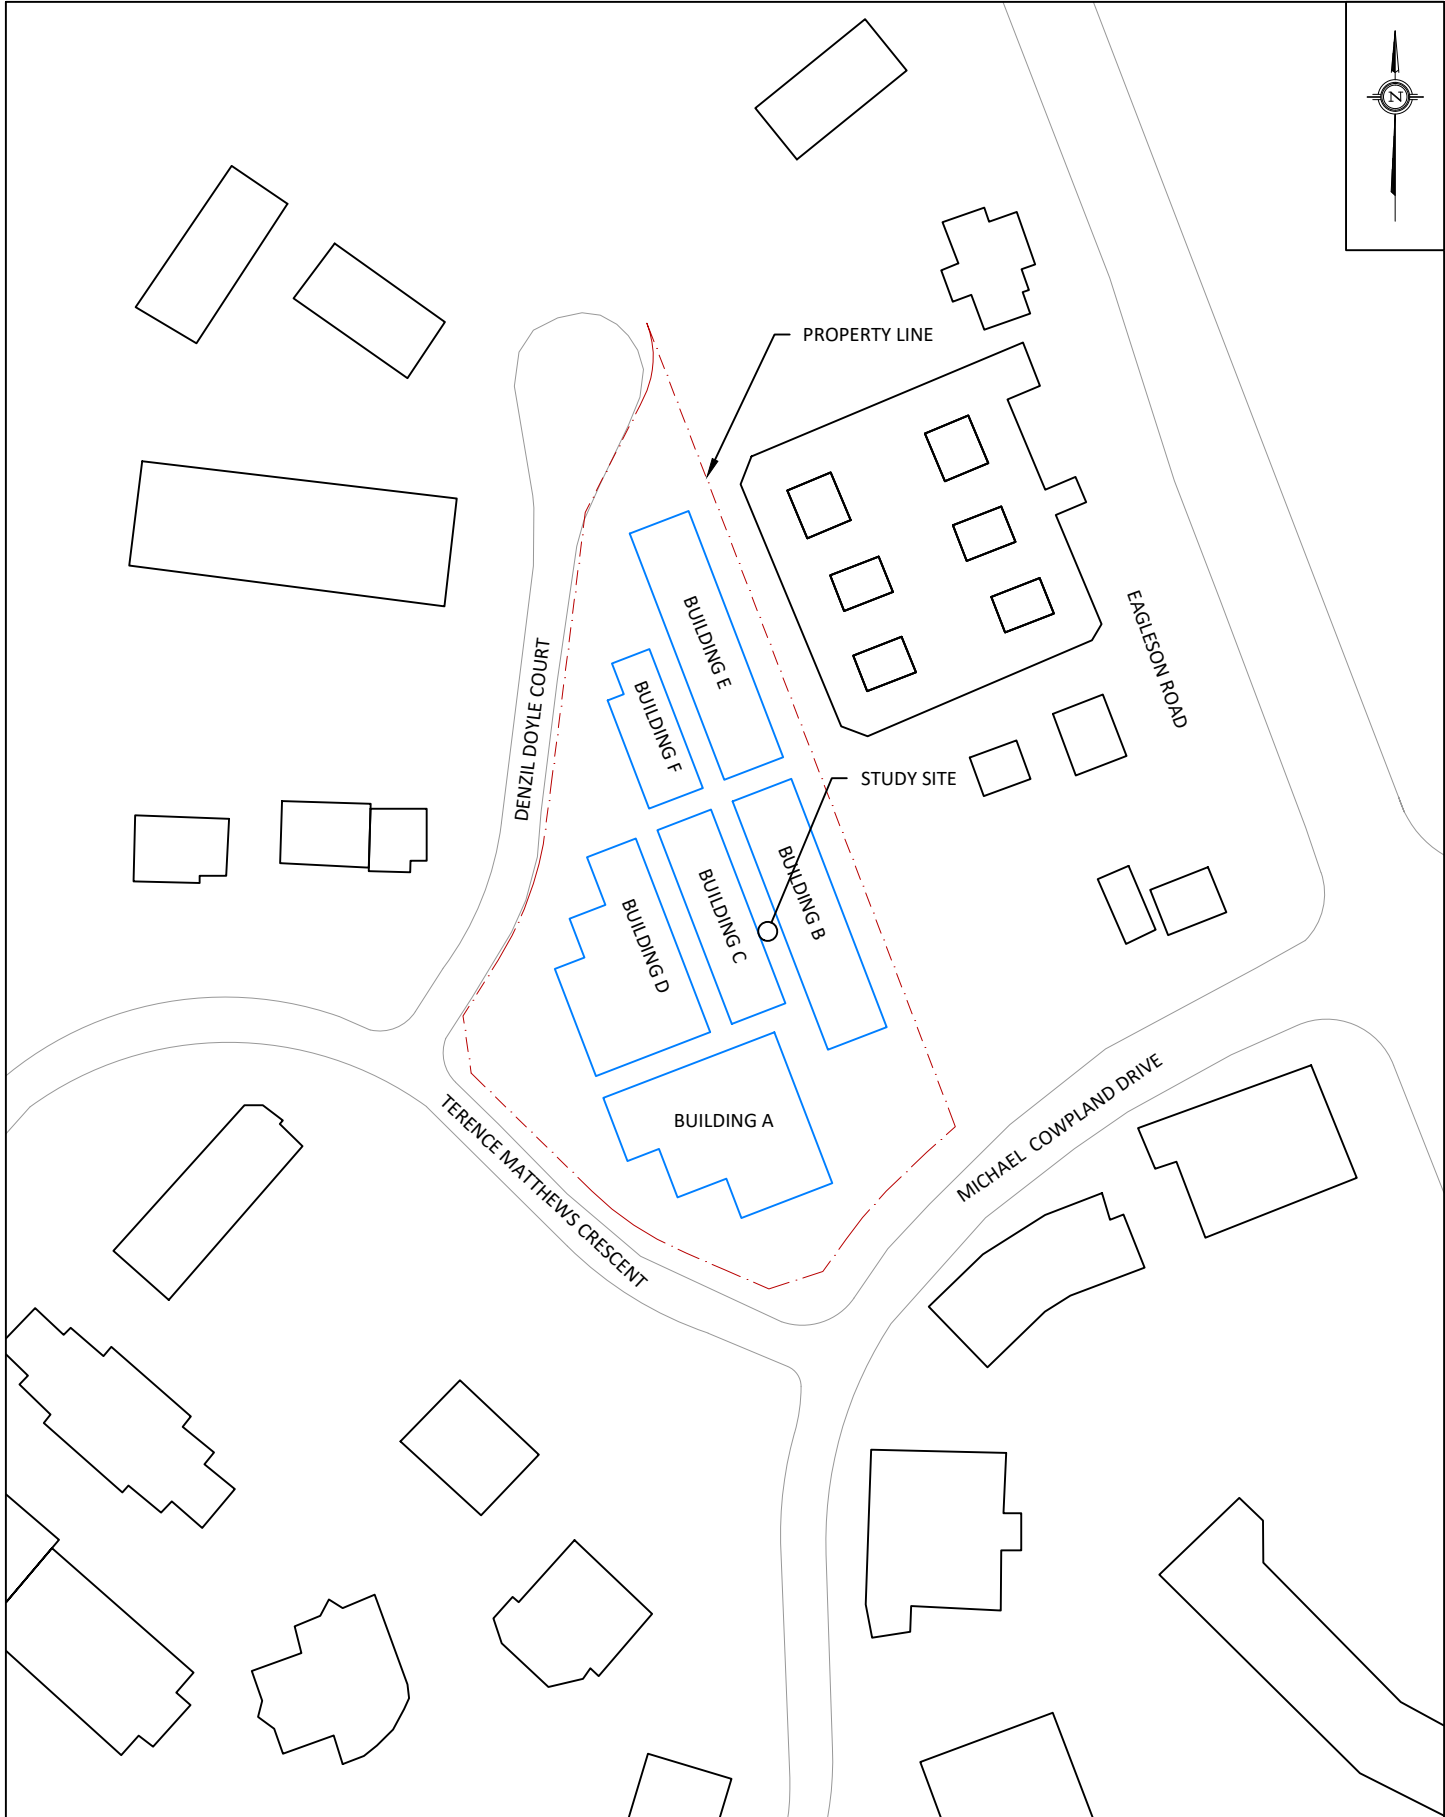 N
PROPERTY LINE
BUILDING E
EAGLESON ROAD
BUILDING F
DENZIL DOYLE COURT
STUDY SITE
BUILDING B
BUILDING C
BUILDING D
BUILDING A
MICHAEL COWPLAND DRIVE
TERENCE MATTHEWS CRESCENT